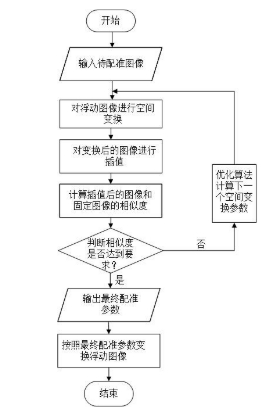 开始
输入待配准图像
对浮动图像进行空间
变换
对变换后的图像进行
插值
计算插值后的图像和
固定图像的相似度
判断相似度
是否达到要
求?
否
优化算法
计算下一
个空间变
换参数
是
输出最终配准
参数
按照最终配准参数变
换浮动图像
结束